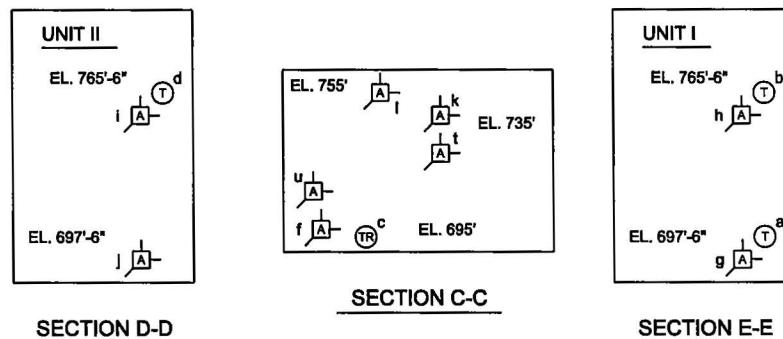 UNIT II
EL. 765'-6"
d
T
i
A
EL. 697'-6"
j
A
SECTION D-D
EL. 755'
A
l
k
A
EL. 735'
t
A
u
A
f
A
c
TR
EL. 695'
SECTION C-C
UNIT I
EL. 765'-6"
b
T
h
A
EL. 697'-6"
a
T
g
A
SECTION E-E